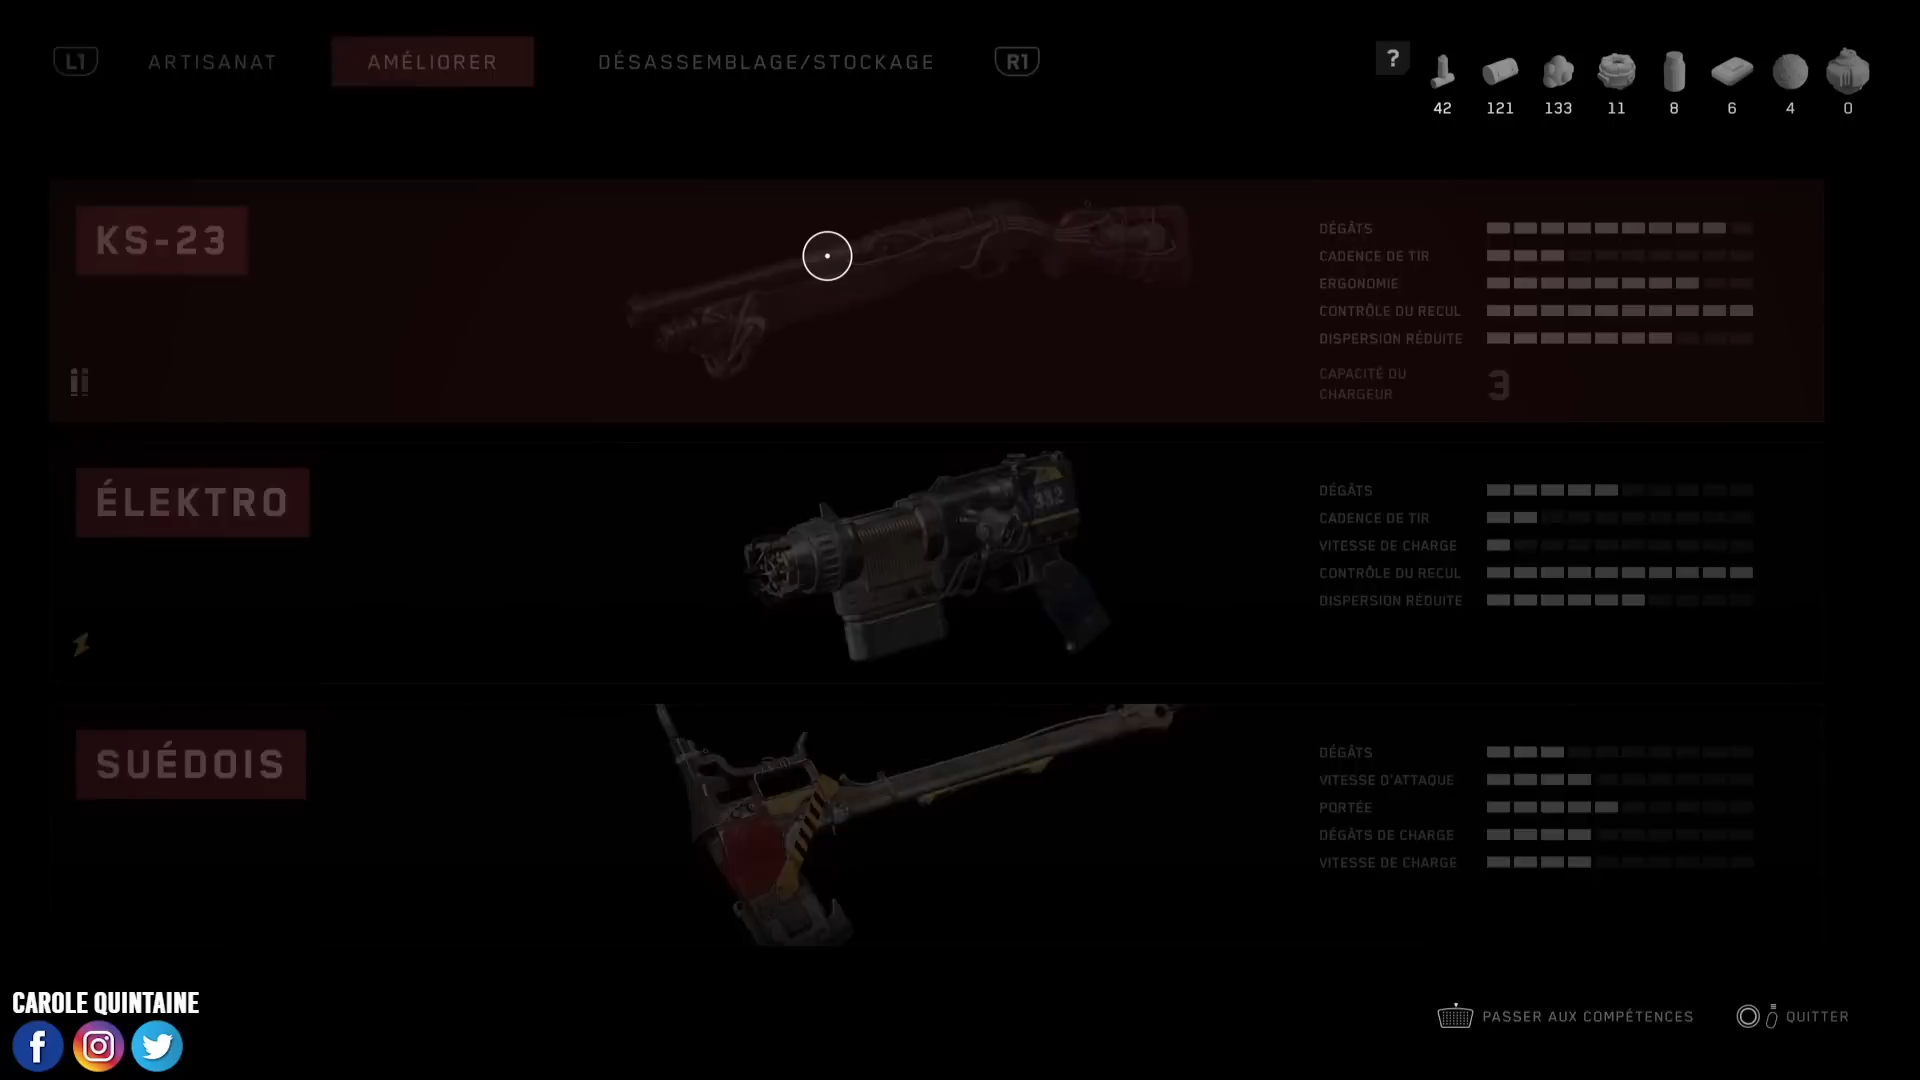 L1 ARTISANAT AMÉLIORER DÉSASSEMBLAGE/STOCKAGE R1 ?
42 121 133 11 8 6 4 0
KS-23
DÉGÂTS
CADENCE DE TIR
ERGONOMIE
CONTRÔLE DU RECUL
DISPERSION RÉDUITE
CAPACITÉ DU
CHARGEUR
3
ÉLEKTRO
332
DÉGÂTS
CADENCE DE TIR
VITESSE DE CHARGE
CONTRÔLE DU RECUL
DISPERSION RÉDUITE
SUÉDOIS
DÉGÂTS
VITESSE D'ATTAQUE
PORTÉE
DÉGÂTS DE CHARGE
VITESSE DE CHARGE
CAROLE QUINTAINE
PASSER AUX COMPÉTENCES QUITTER